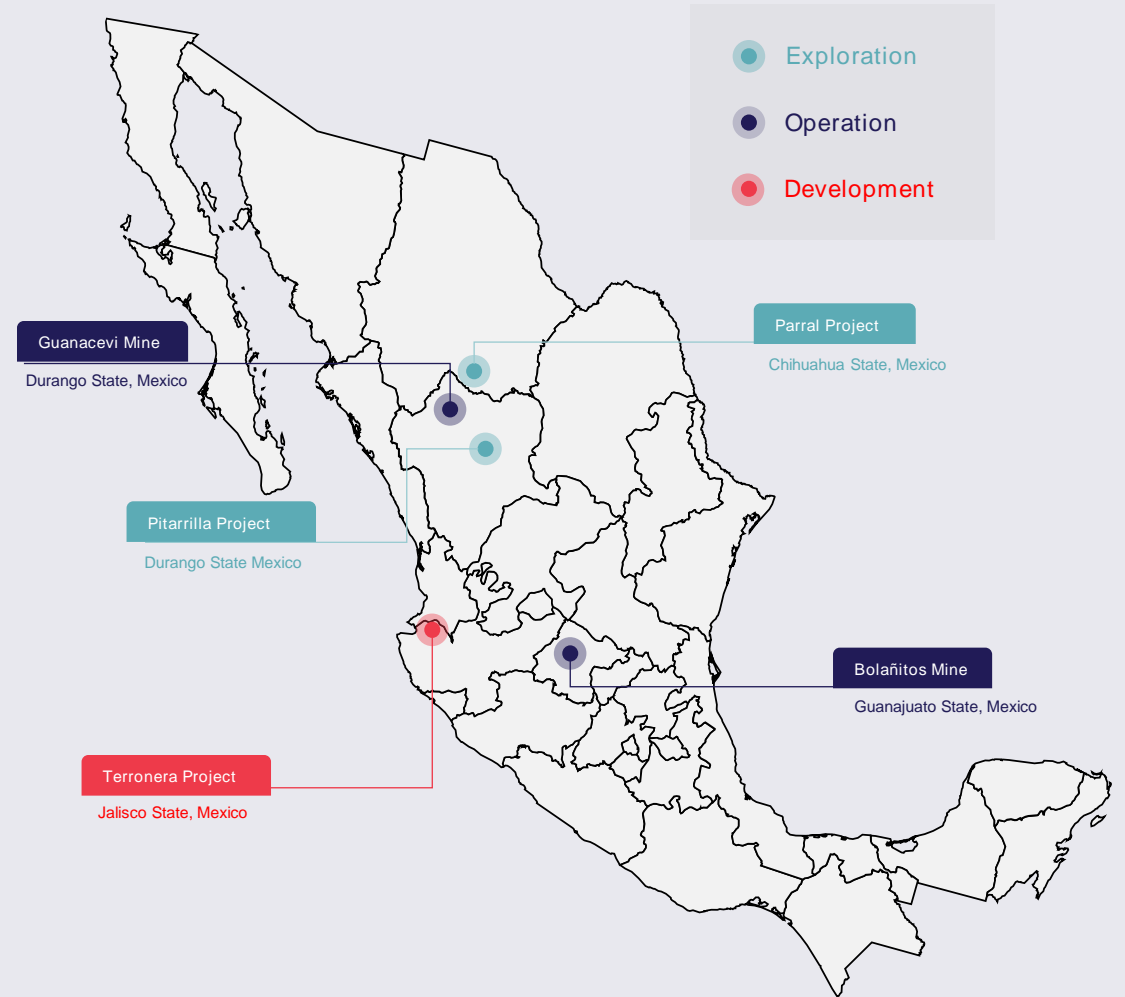 Exploration
Operation
Development
Guanacevi Mine
Durango State, Mexico
Parral Project
Chihuahua State, Mexico
Pitarrilla Project
Durango State Mexico
Bolañitos Mine
Guanajuato State, Mexico
Terronera Project
Jalisco State, Mexico